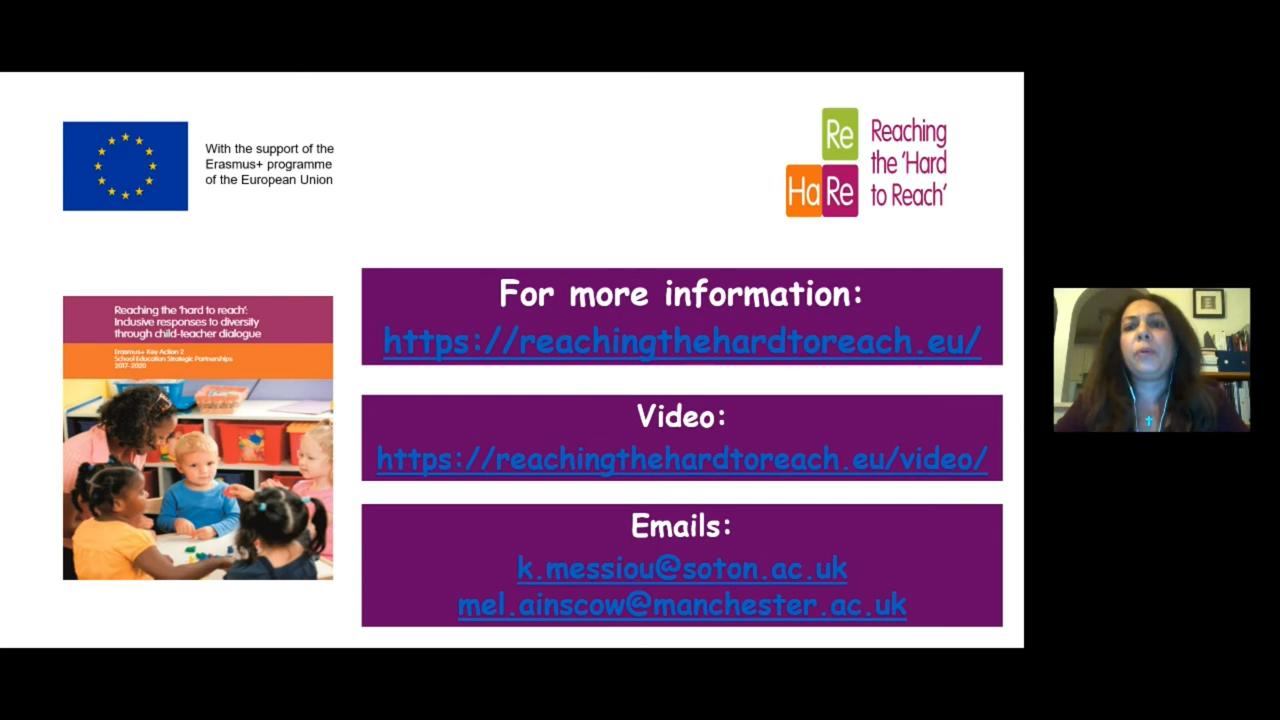 With the support of the
Erasmus+ programme
of the European Union
Re
Ha Re
Reaching
the 'Hard
to Reach'
Reaching the 'hard to reach':
Inclusive responses to diversity
through child-teacher dialogue
Erasmus+ Key Action 2
School Education Strategic Partnerships
2017-2020
For more information:
https://reachingthehardtoreach.eu/
Video:
https://reachingthehardtoreach.eu/video/
Emails:
k.messiou@soton.ac.uk
mel.ainscow@manchester.ac.uk